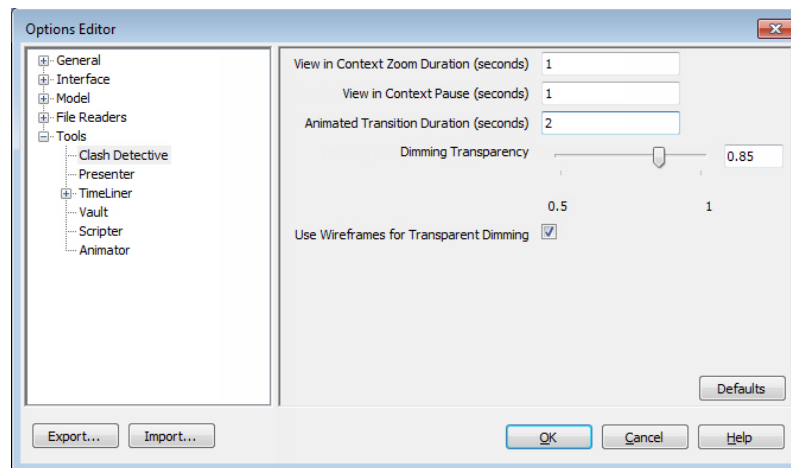 Options Editor
General
Interface
Model
File Readers
Tools
Clash Detective
Presenter
TimeLiner
Vault
Scripter
Animator
View in Context Zoom Duration (seconds) 1
View in Context Pause (seconds) 1
Animated Transition Duration (seconds) 2
Dimming Transparency 0.85
0.5 1
Use Wireframes for Transparent Dimming
Defaults
Export... Import... OK Cancel Help